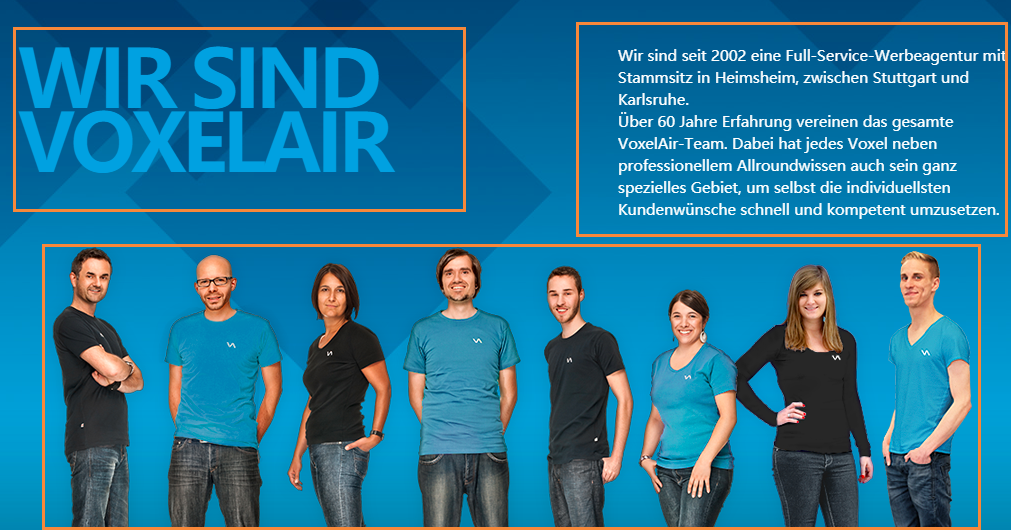 WIR SIND
VOXELAIR
Wir sind seit 2002 eine Full-Service-Werbeagentur mit
Stammsitz in Heimsheim, zwischen Stuttgart und
Karlsruhe.
Über 60 Jahre Erfahrung vereinen das gesamte
VoxelAir-Team. Dabei hat jedes Voxel neben
professionellem Allroundwissen auch sein ganz
spezielles Gebiet, um selbst die individuellsten
Kundenwünsche schnell und kompetent umzusetzen.